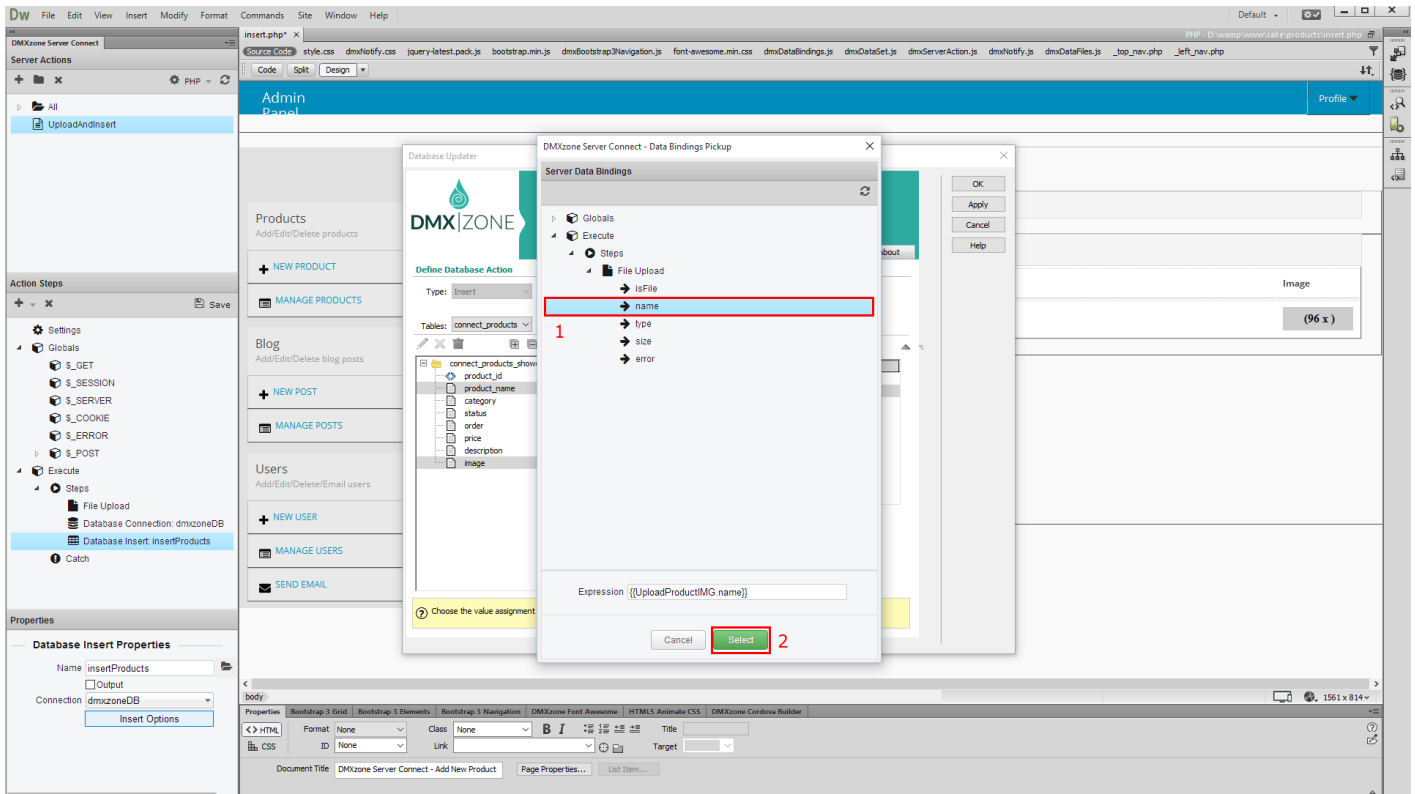 Dw File Edit View Insert Modify Format Commands Site Window Help
Default
insert.php* ×
PHP - D:\wamp\www\cake\products\insert.php
DMXzone Server Connect
Source Code style.css dmxNotify.css jquery-latest.pack.js bootstrap.min.js dmxBootstrap3Navigation.js font-awesome.min.css dmxDataBindings.js dmxDataSet.js dmxServerAction.js dmxNotify.js dmxDataFiles.js _top_nav.php _left_nav.php
Server Actions
Code Split Design
PHP
All
UploadAndInsert
Admin
Panel
Profile
Products
Add/Edit/Delete products
NEW PRODUCT
MANAGE PRODUCTS
Blog
Add/Edit/Delete blog posts
NEW POST
MANAGE POSTS
Users
Add/Edit/Delete/Email users
NEW USER
MANAGE USERS
SEND EMAIL
Image
(96 x )
Database Updater
DMX ZONE
About
OK
Apply
Cancel
Help
Define Database Action
Type: Insert
Tables: connect_products
connect_products_show
product_id
product_name
category
status
order
price
description
image
Choose the value assignment
DMXzone Server Connect - Data Bindings Pickup
Server Data Bindings
Globals
Execute
Steps
File Upload
isFile
name
1
type
size
error
Expression {{UploadProductIMG.name}}
Cancel Select 2
Action Steps
Save
Settings
Globals
$_GET
$_SESSION
$_SERVER
$_COOKIE
$_ERROR
$_POST
Execute
Steps
File Upload
Database Connection: dmxzoneDB
Database Insert: insertProducts
Catch
Properties
Database Insert Properties
Name insertProducts
Output
Connection dmxzoneDB
Insert Options
body
1561 x 814
Properties Bootstrap 3 Grid Bootstrap 3 Elements Bootstrap 3 Navigation DMXzone Font Awesome HTML5 Animate CSS DMXzone Cordova Builder
<> HTML Format None Class None B I Title
CSS ID None Link Target
Document Title DMXzone Server Connect - Add New Product Page Properties... List Item...